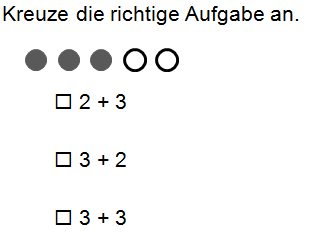 Kreuze die richtige Aufgabe an.
☐ 2 + 3
☐ 3 + 2
☐ 3 + 3